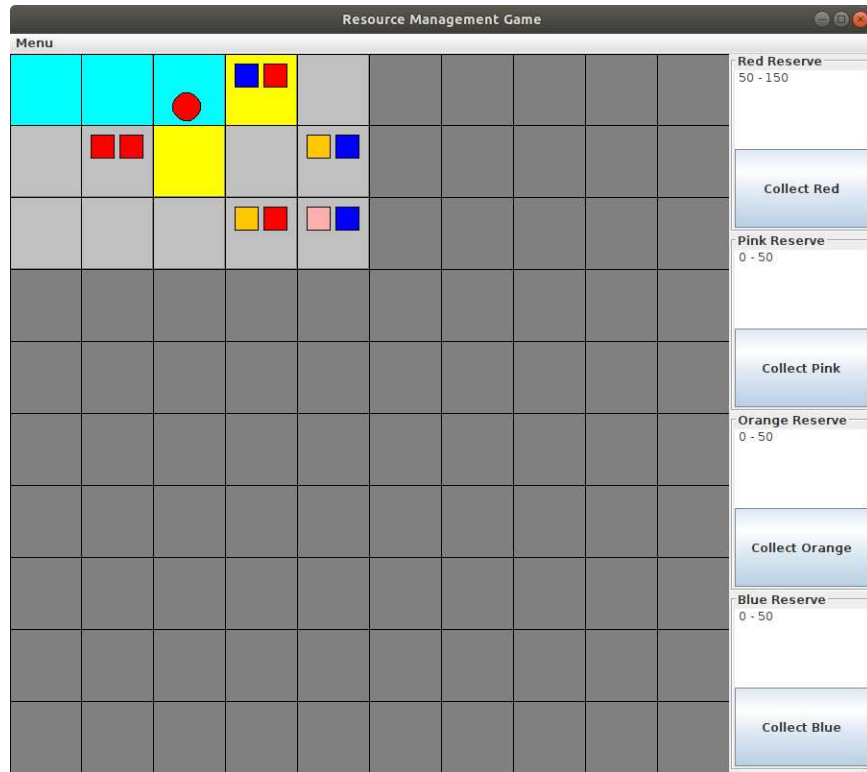 Resource Management Game
Menu
Red Reserve
50 - 150
Collect Red
Pink Reserve
0 - 50
Collect Pink
Orange Reserve
0 - 50
Collect Orange
Blue Reserve
0 - 50
Collect Blue